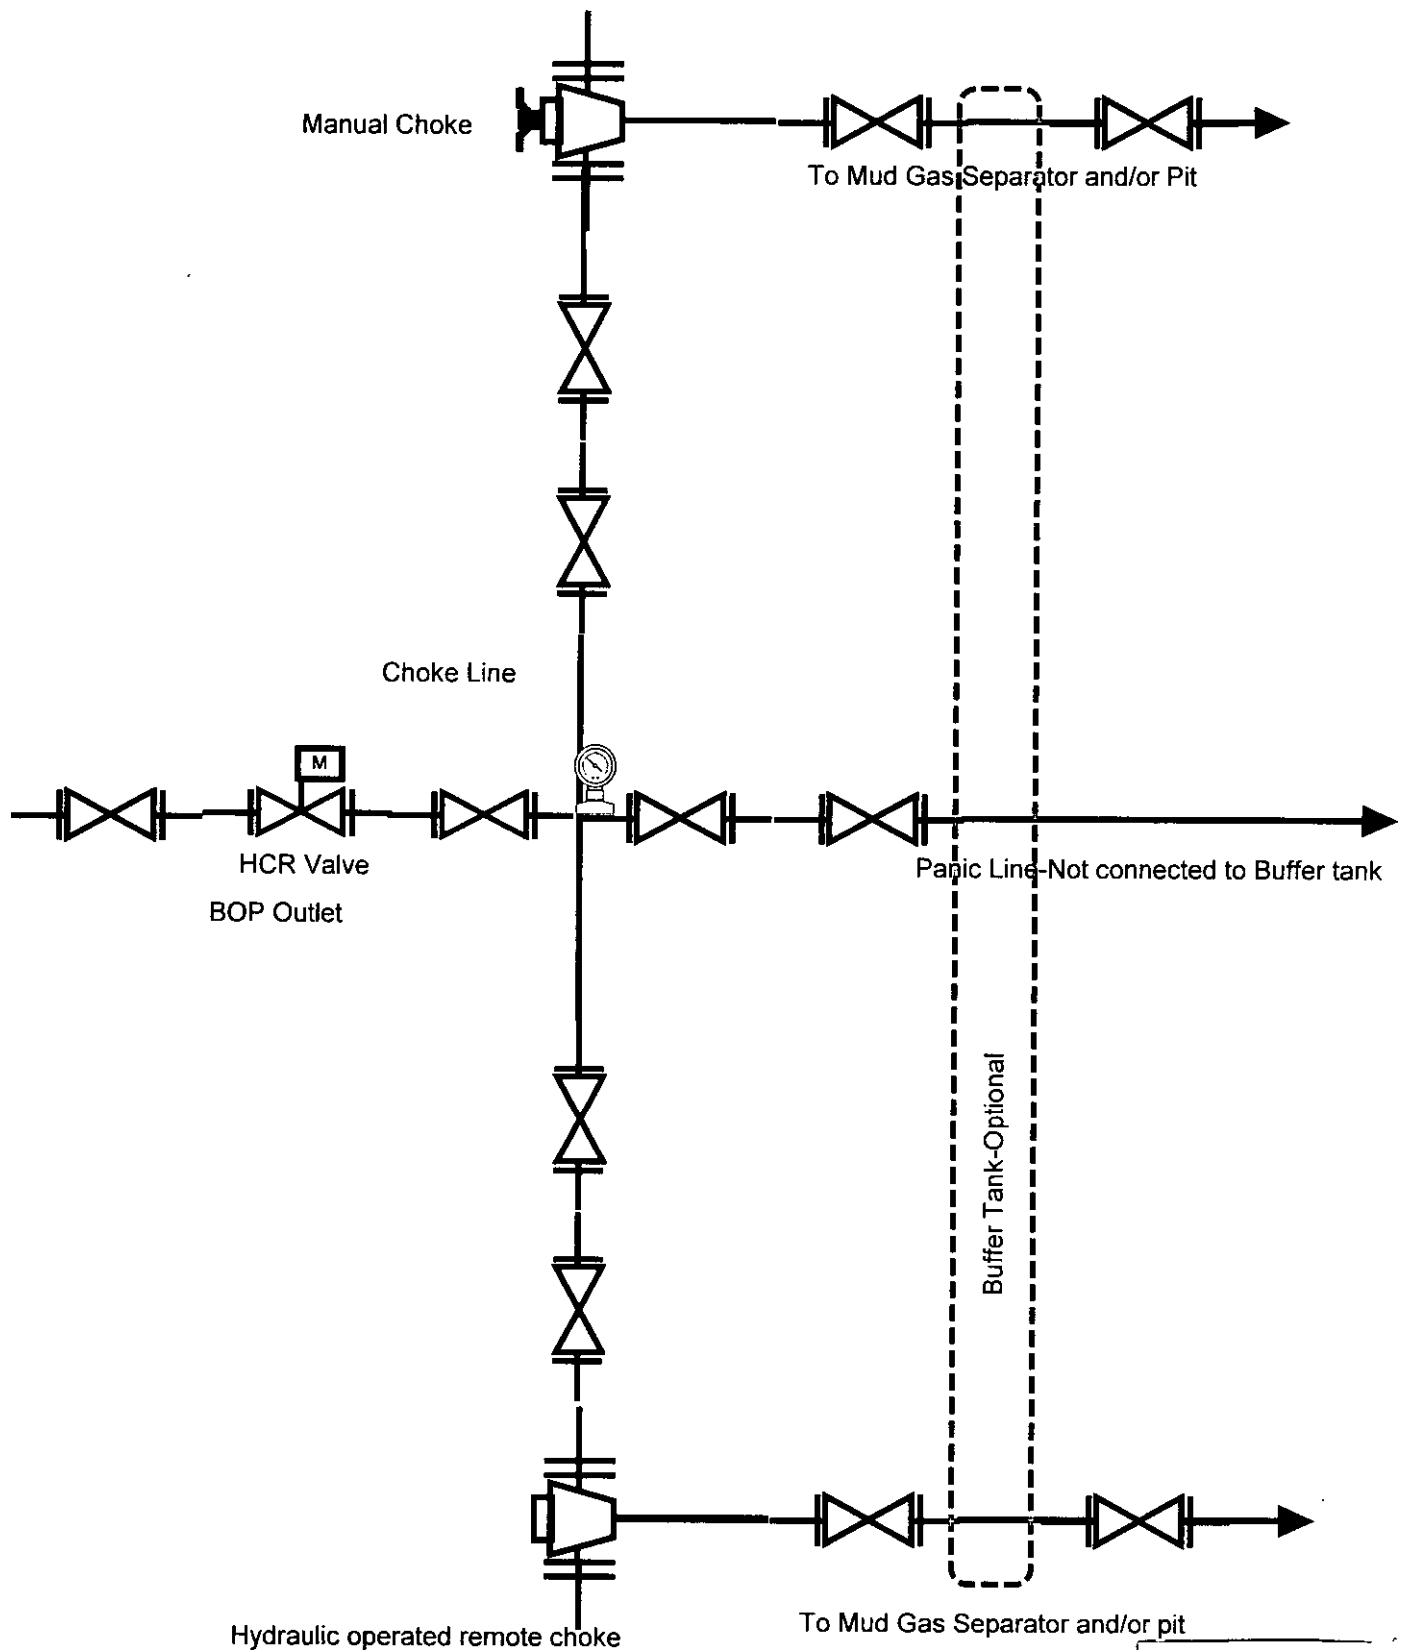 Manual Choke
To Mud Gas Separator and/or Pit
Choke Line
M
HCR Valve
Panic Line-Not connected to Buffer tank
BOP Outlet
Buffer Tank-Optional
To Mud Gas Separator and/or pit
Hydraulic operated remote choke